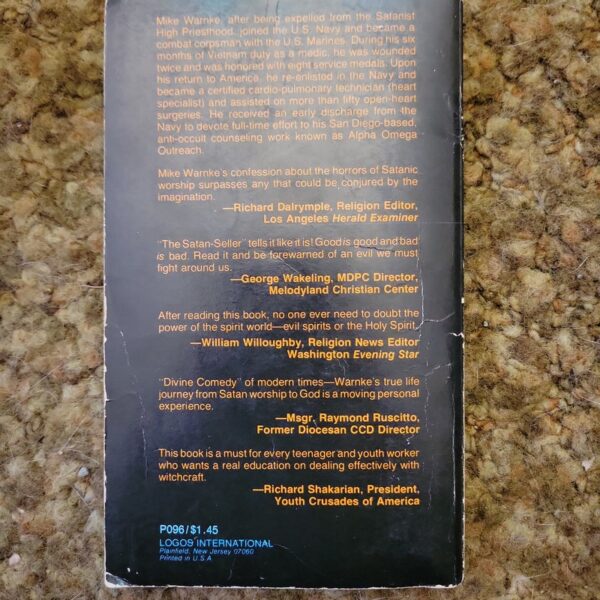 Mike Warnke, after being expelled from the Satanist
High Priesthood, joined the U.S. Navy and became a
combat corpsman with the U.S. Marines. During his six
months of Vietnam duty as a medic, he was wounded
twice and was honored with eight service medals. Upon
his return to America, he re-enlisted in the Navy and
became a certified cardio-pulmonary technician (heart
specialist) and assisted on more than fifty open-heart
surgeries. He received an early discharge from the
Navy to devote full-time effort to his San Diego-based,
anti-occult counseling work known as Alpha Omega
Outreach.
Mike Warnke's confession about the horrors of Satanic
worship surpasses any that could be conjured by the
imagination.
—Richard Dalrymple, Religion Editor,
Los Angeles Herald Examiner
"The Satan-Seller" tells it like it is! Good is good and bad
is bad. Read it and be forewarned of an evil we must
fight around us.
—George Wakeling, MDPC Director,
Melodyland Christian Center
After reading this book, no one ever need to doubt the
power of the spirit world—evil spirits or the Holy Spirit.
—William Willoughby, Religion News Editor
Washington Evening Star
"Divine Comedy" of modern times—Warnke's true life
journey from Satan worship to God is a moving personal
experience.
—Msgr. Raymond Ruscitto,
Former Diocesan CCD Director
This book is a must for every teenager and youth worker
who wants a real education on dealing effectively with
witchcraft.
—Richard Shakarian, President,
Youth Crusades of America
P096/$1.45
LOGOS INTERNATIONAL
Plainfield, New Jersey 07060
Printed in U.S.A.